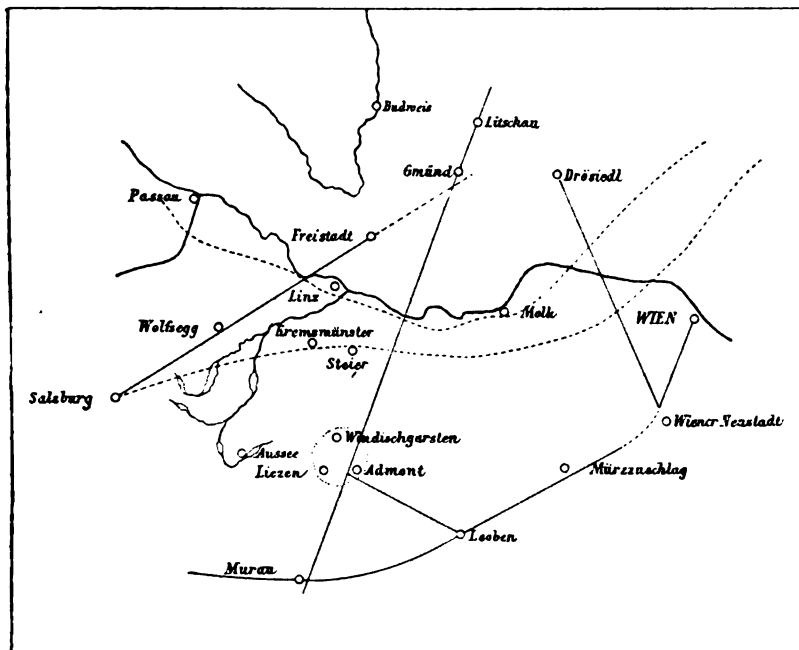 Budweis
Litschau
Gmünd
Drösiedl
Passau
Freistadt
Linz
Wolfsegg
Molk
WIEN
Kremsmünster
Steier
Salzburg
Wiener Neustadt
Windischgarsten
Aussee
Liezen
Admont
Mürzzuschlag
Leoben
Murau